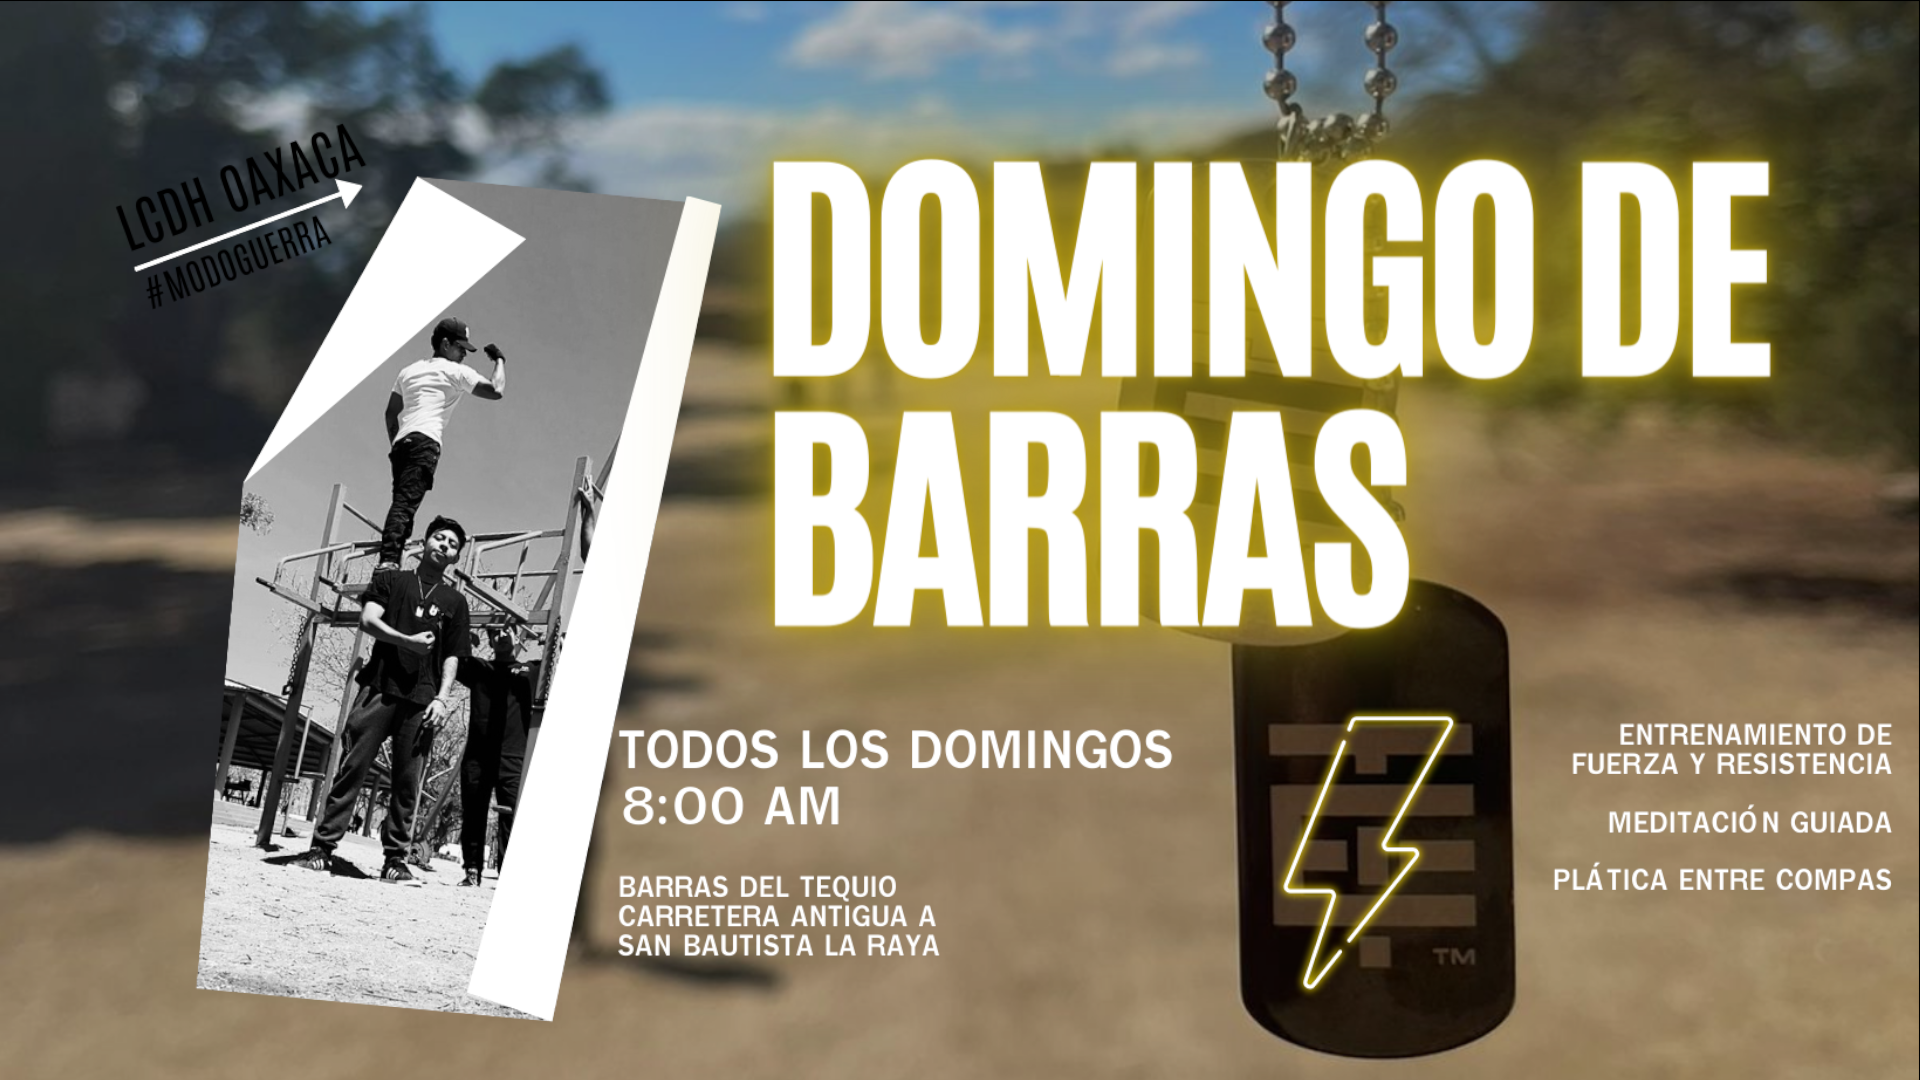 LCDH OAXACA
#MODOGUERRA
DOMINGO DE
BARRAS
TODOS LOS DOMINGOS
8:00 AM
BARRAS DEL TEQUIO
CARRETERA ANTIGUA A
SAN BAUTISTA LA RAYA
ENTRENAMIENTO DE
FUERZA Y RESISTENCIA
MEDITACIÓN GUIADA
PLÁTICA ENTRE COMPAS
TM